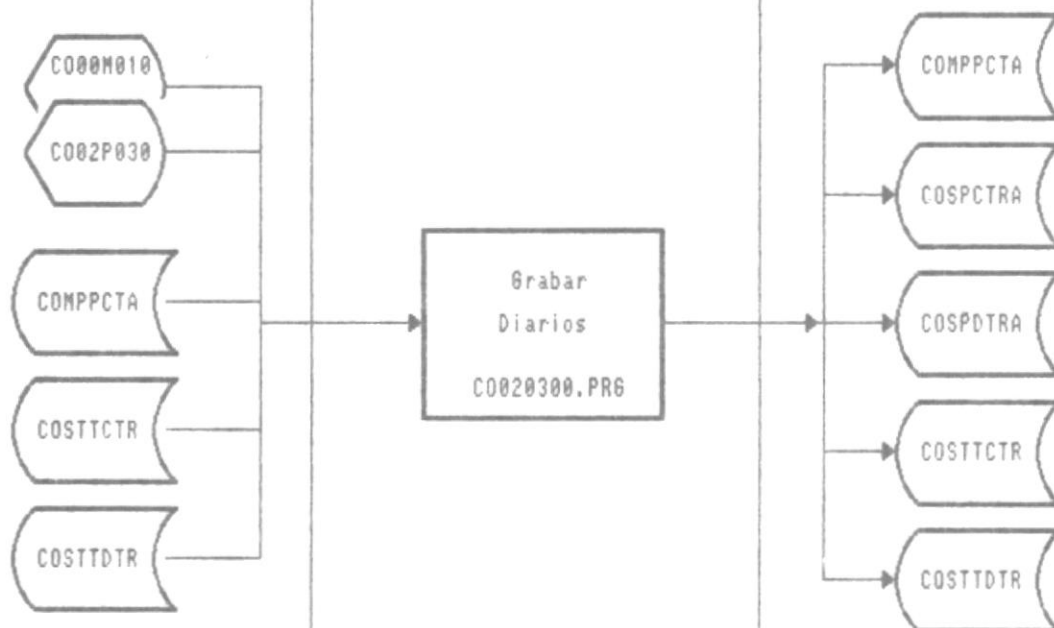 CO00M010
CO02P030
COMPPCTA
COSTTCTR
COSTTDTR
Grabar
Diarios
CO020300.PRG
COMPPCTA
COSPCTRA
COSPDTRA
COSTTCTR
COSTTDTR